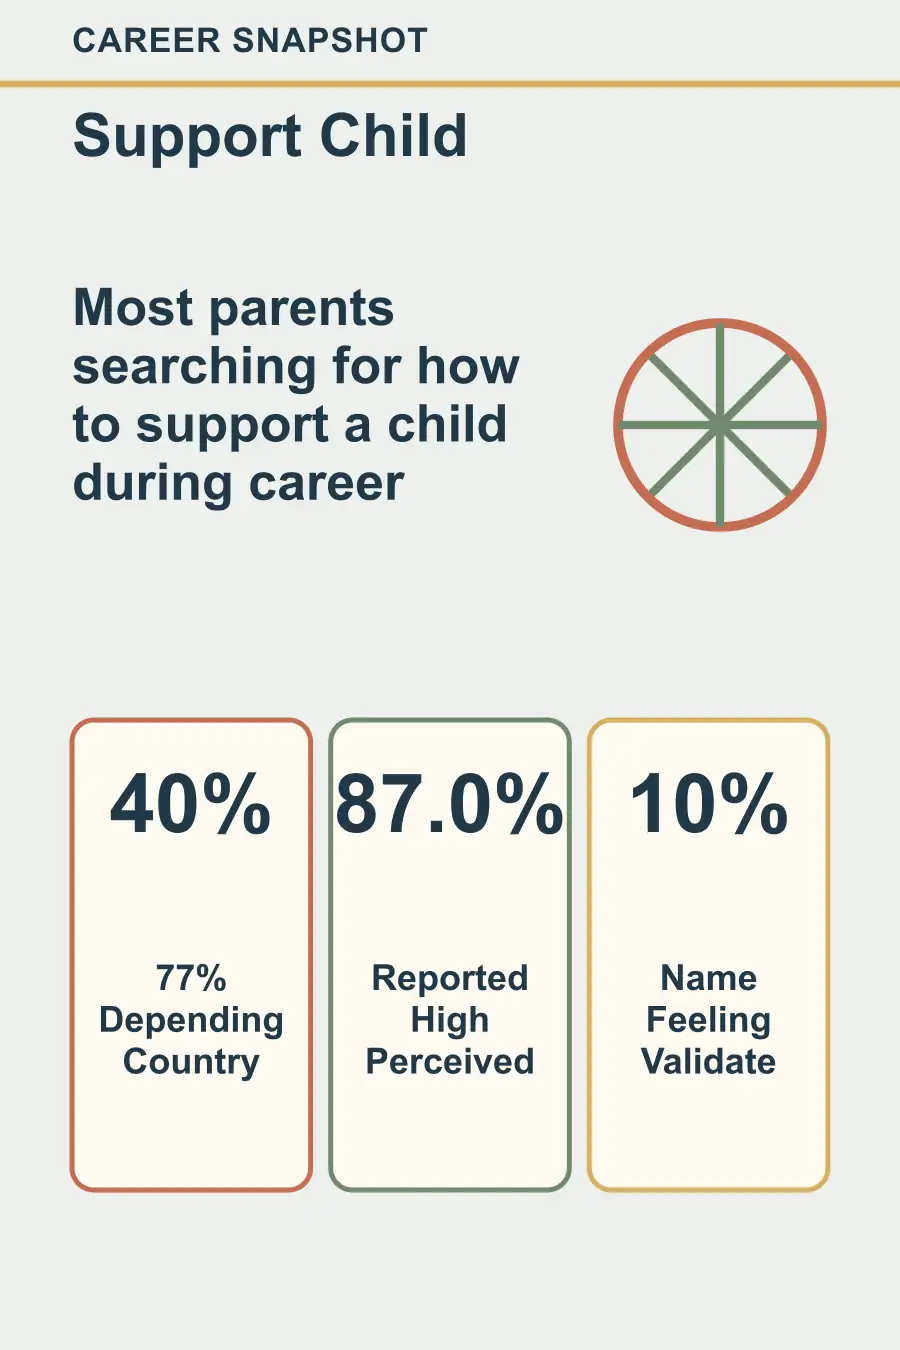 CAREER SNAPSHOT
Support Child
Most parents
searching for how
to support a child
during career
40%
77%
Depending
Country
87.0%
Reported
High
Perceived
10%
Name
Feeling
Validate